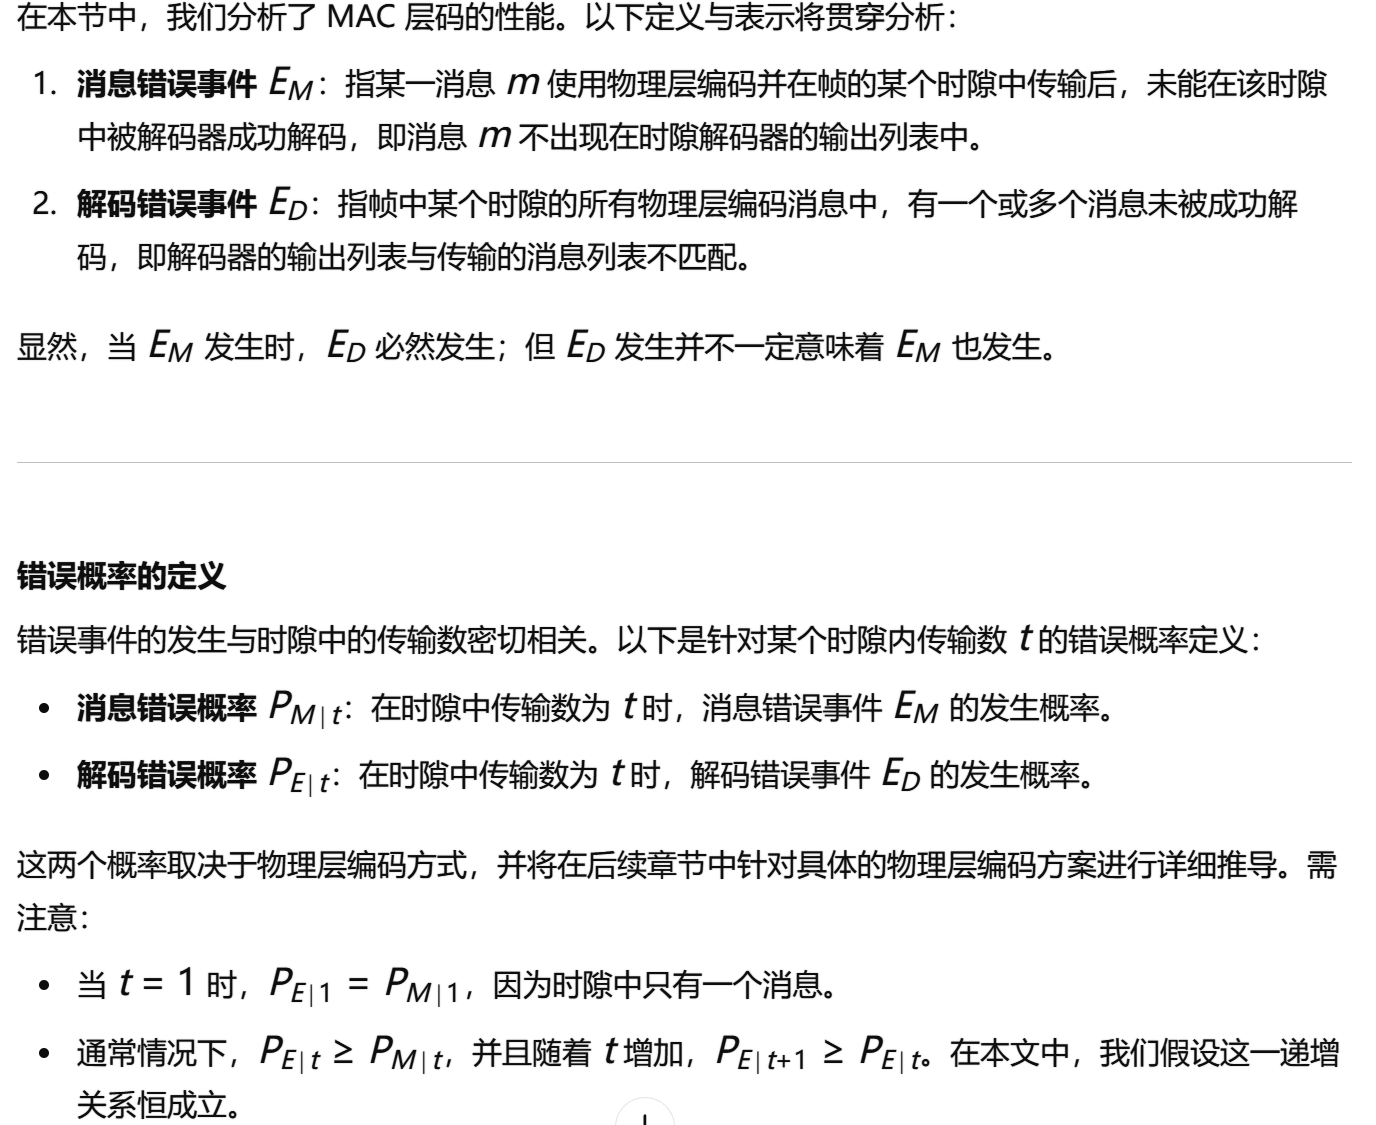 在本节中，我们分析了 MAC 层码的性能。以下定义与表示将贯穿分析：
1. 消息错误事件 E_M：指某一消息 m 使用物理层编码并在帧的某个时隙中传输后，未能在该时隙
中被解码器成功解码，即消息 m 不出现在时隙解码器的输出列表中。
2. 解码错误事件 E_D：指帧中某个时隙的所有物理层编码消息中，有一个或多个消息未被成功解
码，即解码器的输出列表与传输的消息列表不匹配。
显然，当 E_M 发生时，E_D 必然发生；但 E_D 发生并不一定意味着 E_M 也发生。
错误概率的定义
错误事件的发生与时隙中的传输数密切相关。以下是针对某个时隙内传输数 t 的错误概率定义：
• 消息错误概率 P_{M|t}：在时隙中传输数为 t 时，消息错误事件 E_M 的发生概率。
• 解码错误概率 P_{E|t}：在时隙中传输数为 t 时，解码错误事件 E_D 的发生概率。
这两个概率取决于物理层编码方式，并将在后续章节中针对具体的物理层编码方案进行详细推导。需
注意：
• 当 t = 1 时，P_{E|1} = P_{M|1}，因为时隙中只有一个消息。
• 通常情况下，P_{E|t} ≥ P_{M|t}，并且随着 t 增加，P_{E|t+1} ≥ P_{E|t}。在本文中，我们假设这一递增
关系恒成立。